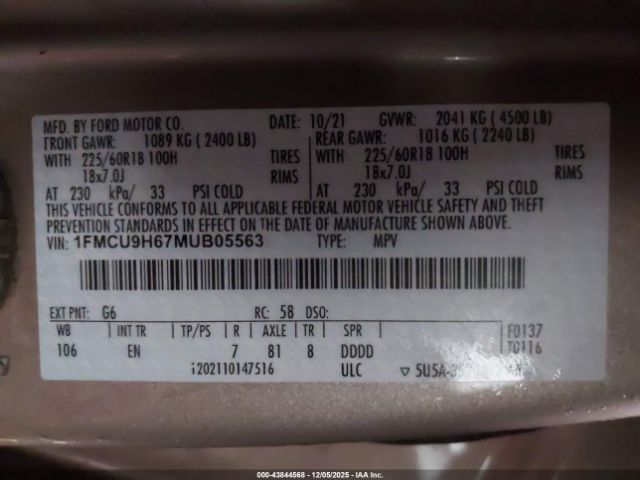 MFD. BY FORD MOTOR CO. DATE: 10/21 GVWR: 2041 KG ( 4500 LB)
FRONT GAWR: 1089 KG ( 2400 LB) REAR GAWR: 1016 KG ( 2240 LB)
WITH 225/60R18 100H TIRES WITH 225/60R18 100H TIRES
18x7.0J RIMS 18x7.0J RIMS
AT 230 kPa/ 33 PSI COLD AT 230 kPa/ 33 PSI COLD
THIS VEHICLE CONFORMS TO ALL APPLICABLE FEDERAL MOTOR VEHICLE SAFETY AND THEFT
PREVENTION STANDARDS IN EFFECT ON THE DATE OF MANUFACTURE SHOWN ABOVE.
VIN: 1FMCU9H67MUB05563 TYPE: MPV
EXT PNT: G6 RC: 58 DSO: F0137
WB INT TR TP/PS R AXLE TR SPR T0116
106 EN 7 81 8 DDDD
i202110147516 ULC ▽ 5U5A-
000-43844568 • 12/05/2025 • IAA, Inc.